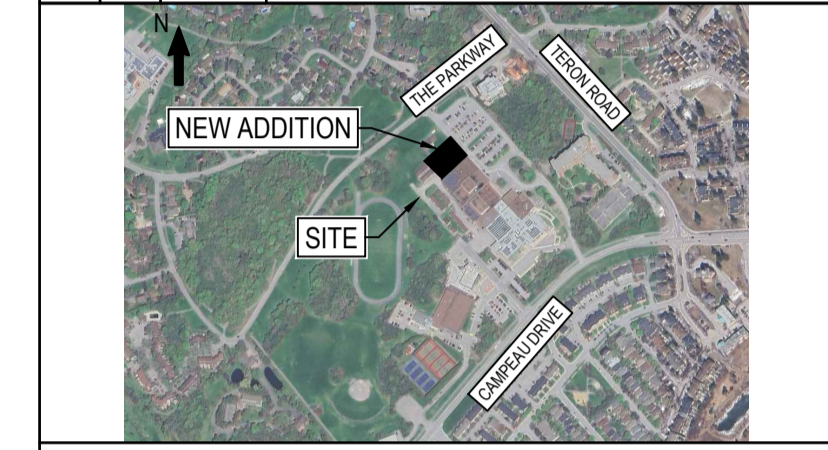 N
THE PARKWAY
TERON ROAD
NEW ADDITION
SITE
CAMPEAU DRIVE